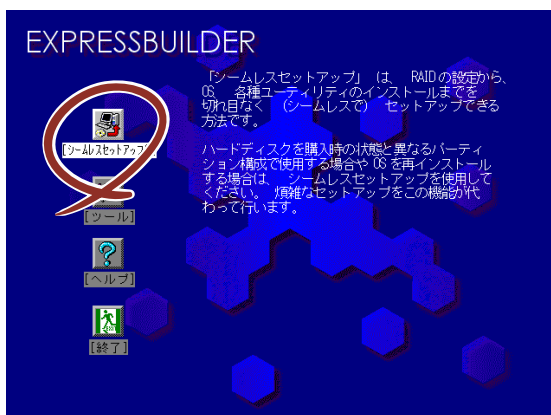 EXPRESSBUILDER
「シームレスセットアップ」 は、 RAIDの設定から、
OS、 各種ユーティリティのインストールまでを
切れ目なく （シームレスで） セットアップできる
方法です。
ハードディスクを購入時の状態と異なるパーティ
ション構成で使用する場合や OSを再インストール
する場合は、 シームレスセットアップを使用して
ください。 煩雑なセットアップをこの機能が代
わって行います。
[シームレスセットアップ]
[ツール]
[ヘルプ]
[終了]